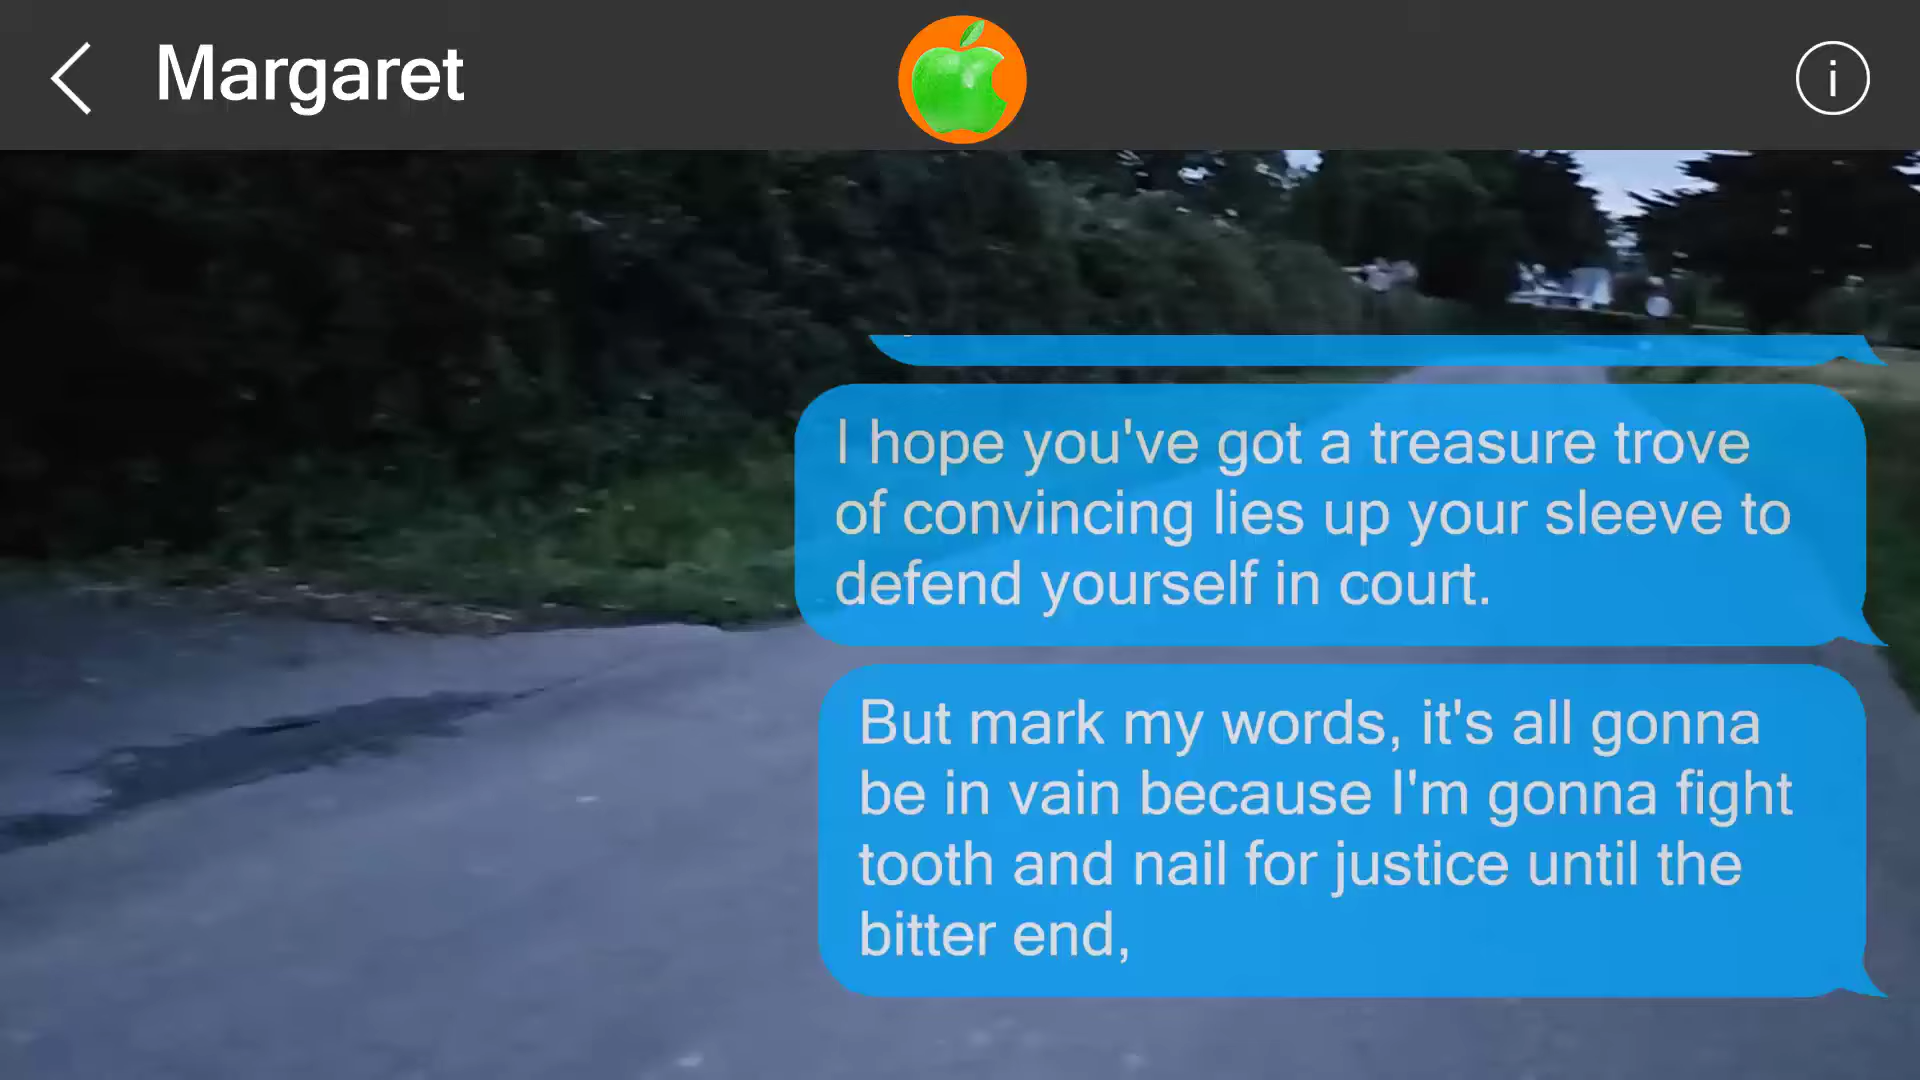 Margaret
i
I hope you've got a treasure trove
of convincing lies up your sleeve to
defend yourself in court.
But mark my words, it's all gonna
be in vain because I'm gonna fight
tooth and nail for justice until the
bitter end,